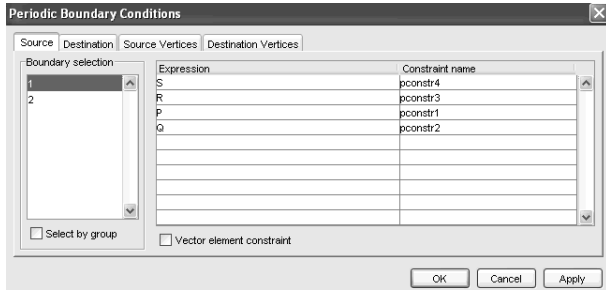 Periodic Boundary Conditions
Source Destination Source Vertices Destination Vertices
Boundary selection
1
2
Select by group
Expression Constraint name
S pconstr4
R pconstr3
P pconstr1
Q pconstr2
Vector element constraint
OK Cancel Apply